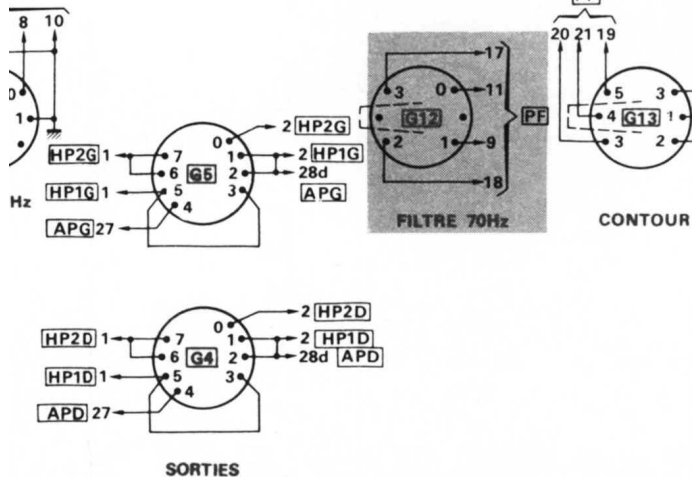 8 10
0
1
Hz
0 2 HP2G
HP2G 1 7 1 2 HP1G
6 G5 2 28d
HP1G 1 5 3 APG
APG 27 4
17
3 0 11
G12 PF
2 1 9
18
FILTRE 70Hz
20 21 19
5 3
4 G13 1
3 2
CONTOUR
0 2 HP2D
HP2D 1 7 1 2 HP1D
6 G4 2 28d APD
HP1D 1 5 3
APD 27 4
SORTIES